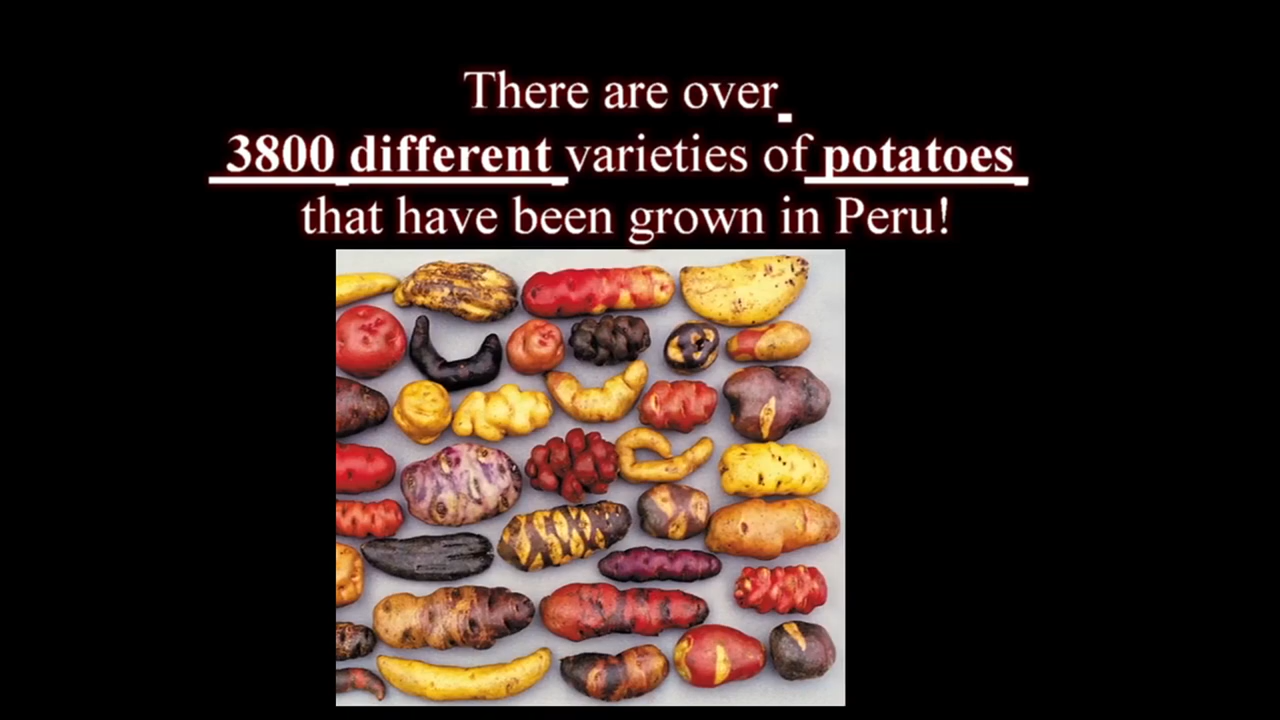 There are over
3800 different varieties of potatoes
that have been grown in Peru!